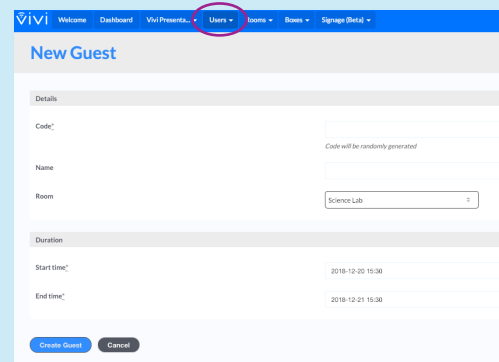 vivi Welcome Dashboard Vivi Presenta... Users Rooms Boxes Signage (Beta)
New Guest
Details
Code*
Code will be randomly generated
Name
Room
Science Lab
Duration
Start time*
2018-12-20 15:30
End time*
2018-12-21 15:30
Create Guest Cancel